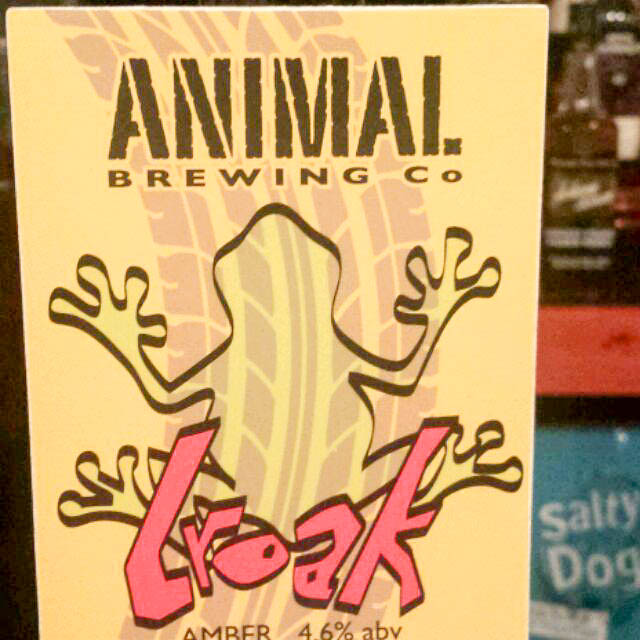 ANIMAL
BREWING Co
Croak
AMBER 4.6% abv
Salty
Dog